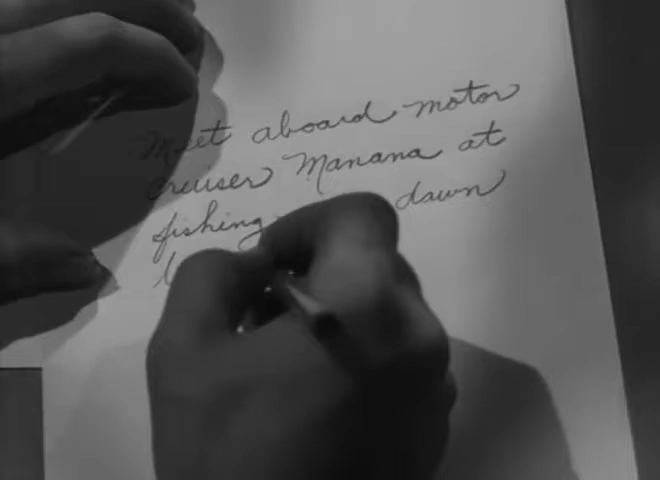 Meet aboard motor
cruiser Manana at
fishing dawn